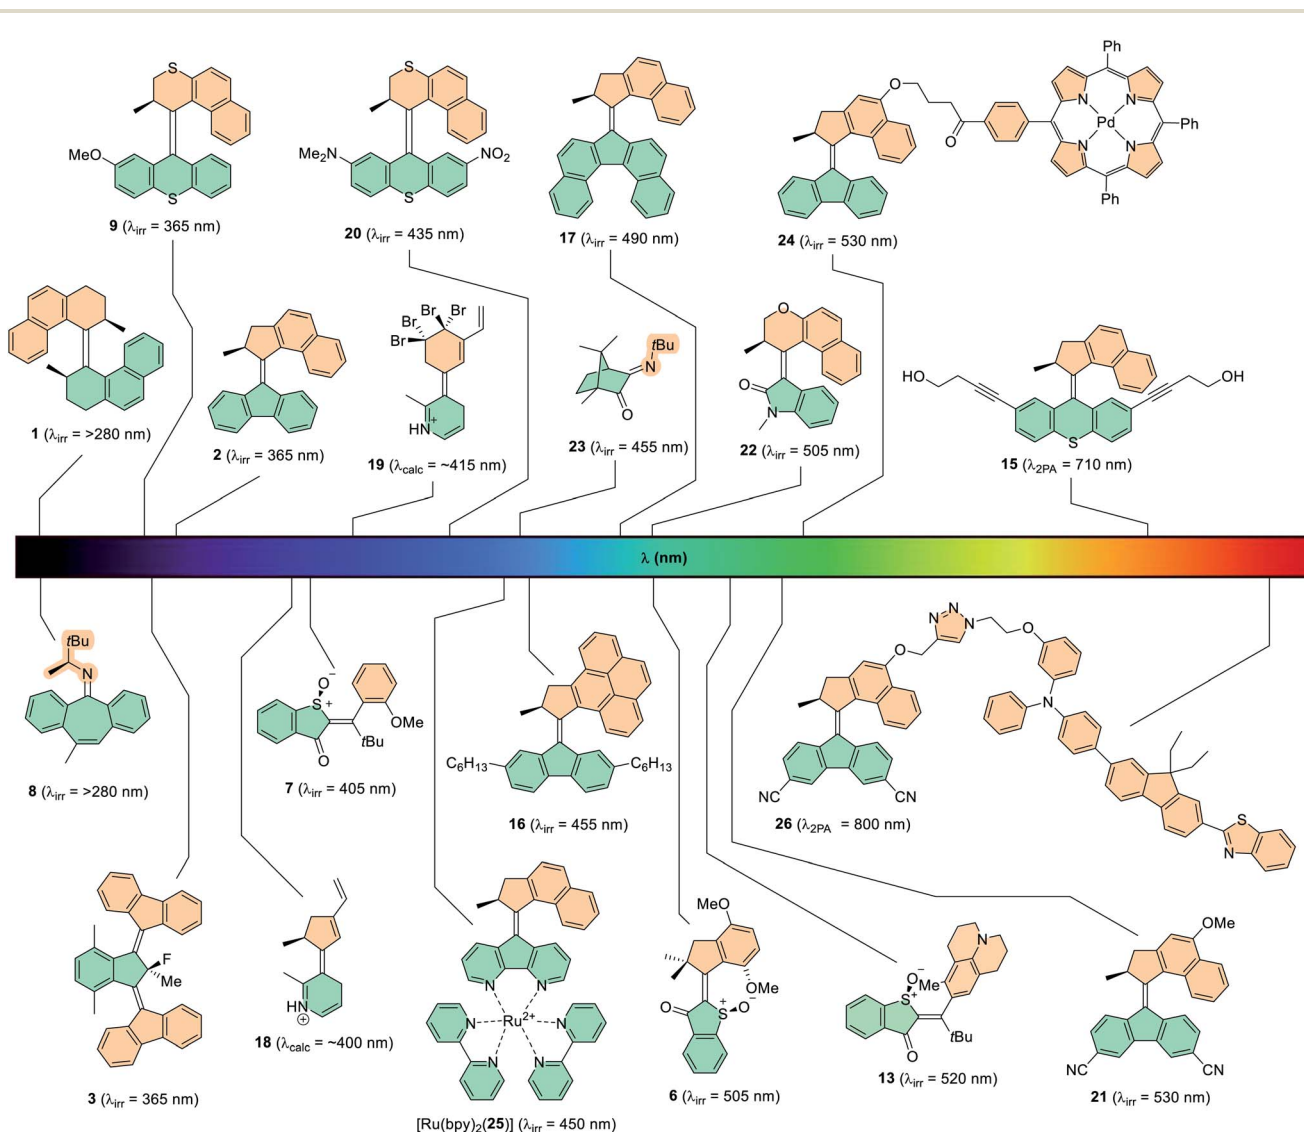 S
MeO
S
9 (λirr = 365 nm)
S
Me2N
NO2
S
20 (λirr = 435 nm)
17 (λirr = 490 nm)
O
O
Ph
N
N
Pd
N
N
Ph
Ph
24 (λirr = 530 nm)
1 (λirr = >280 nm)
2 (λirr = 365 nm)
Br
Br
Br
Br
HN
+
19 (λcalc = ~415 nm)
tBu
N
O
23 (λirr = 455 nm)
O
O
N
22 (λirr = 505 nm)
HO
OH
S
15 (λ2PA = 710 nm)
λ (nm)
tBu
N
8 (λirr = >280 nm)
O−
S
+
O
OMe
tBu
7 (λirr = 405 nm)
C6H13
C6H13
16 (λirr = 455 nm)
N
N
N
O
O
N
NC
CN
S
N
26 (λ2PA = 800 nm)
F
Me
3 (λirr = 365 nm)
HN
+
18 (λcalc = ~400 nm)
N
N
N
Ru2+
N
N
N
[Ru(bpy)2(25)] (λirr = 450 nm)
MeO
OMe
O
S
+
O−
6 (λirr = 505 nm)
N
O−
Me
S
+
O
tBu
13 (λirr = 520 nm)
OMe
NC
CN
21 (λirr = 530 nm)